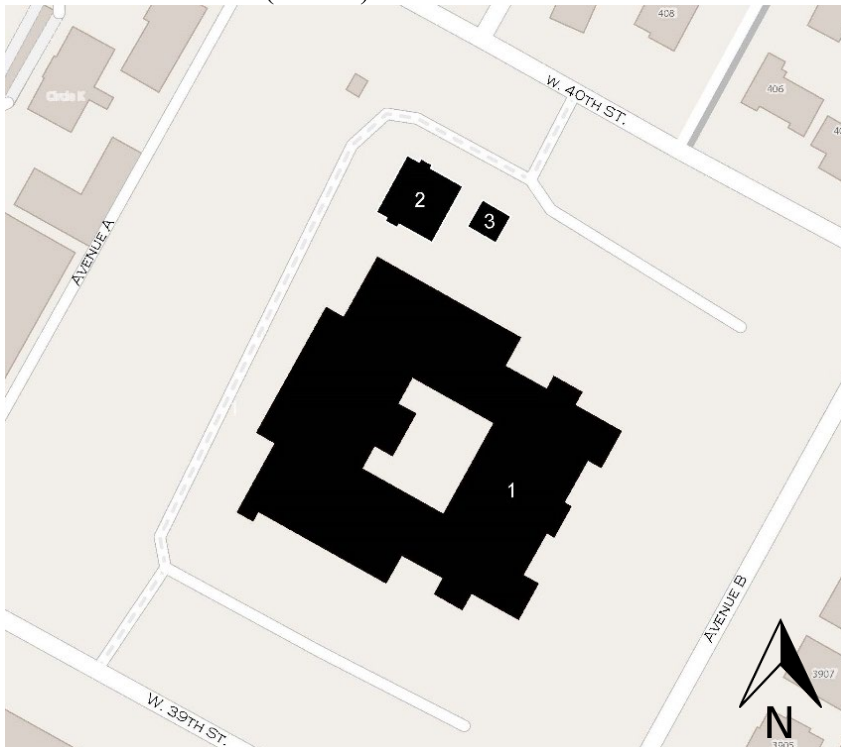 408
W. 40TH ST.
Circle K
406
2
3
AVENUE A
1
AVENUE B
3907
W. 39TH ST.
N
3905